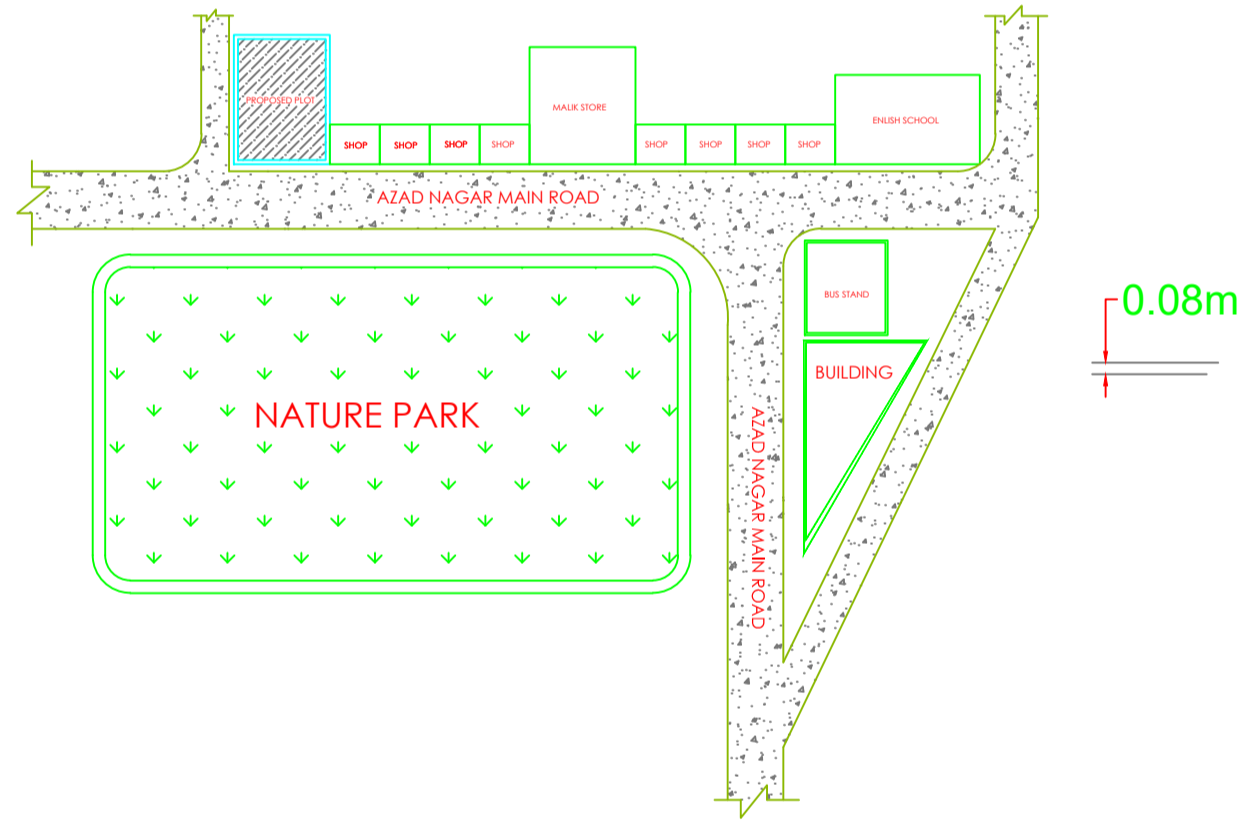 PROPOSED PLOT
SHOP
SHOP
SHOP
SHOP
MALIK STORE
SHOP
SHOP
SHOP
SHOP
ENLISH SCHOOL
AZAD NAGAR MAIN ROAD
BUS STAND
0.08m
BUILDING
NATURE PARK
AZAD NAGAR MAIN ROAD